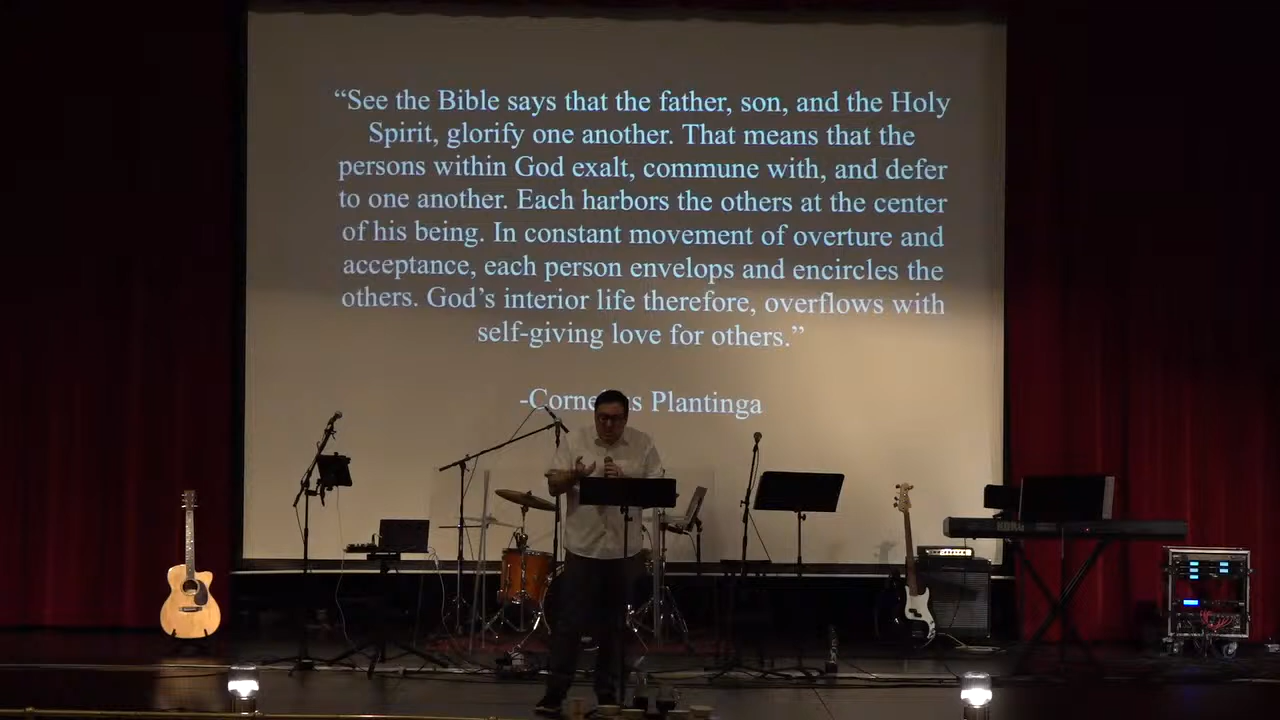 “See the Bible says that the father, son, and the Holy
Spirit, glorify one another. That means that the
persons within God exalt, commune with, and defer
to one another. Each harbors the others at the center
of his being. In constant movement of overture and
acceptance, each person envelops and encircles the
others. God’s interior life therefore, overflows with
self-giving love for others.”
Plantinga
KORG